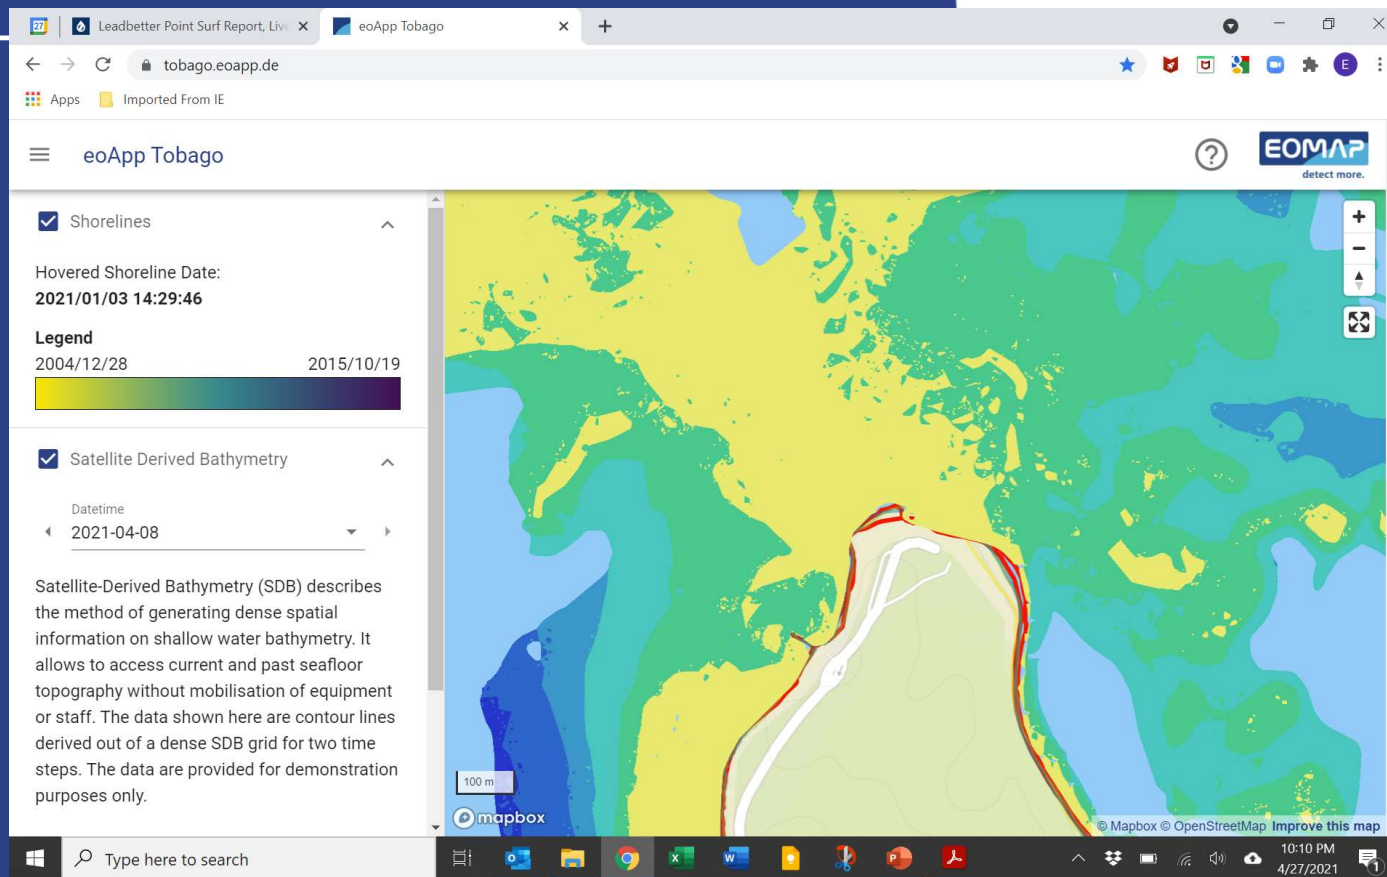 27
Leadbetter Point Surf Report, Live
eoApp Tobago
tobago.eoapp.de
E
Apps
Imported From IE
eoApp Tobago
EOMAP
detect more.
Shorelines
Hovered Shoreline Date:
2021/01/03 14:29:46
Legend
2004/12/28 2015/10/19
Satellite Derived Bathymetry
Datetime
2021-04-08
Satellite-Derived Bathymetry (SDB) describes
the method of generating dense spatial
information on shallow water bathymetry. It
allows to access current and past seafloor
topography without mobilisation of equipment
or staff. The data shown here are contour lines
derived out of a dense SDB grid for two time
steps. The data are provided for demonstration
purposes only.
100 m
mapbox
© Mapbox © OpenStreetMap Improve this map
Type here to search
10:10 PM
4/27/2021
1